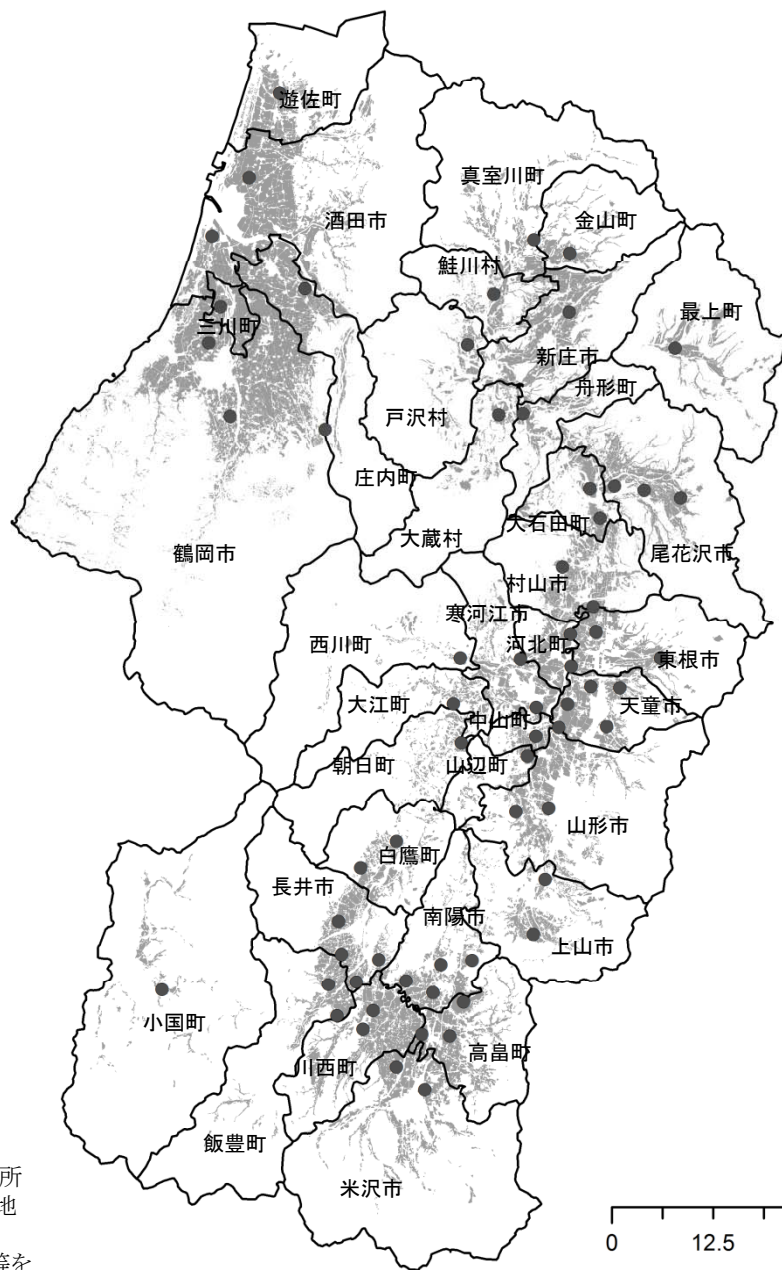 遊佐町
酒田市
真室川町
金山町
鮭川村
最上町
三川町
新庄市
舟形町
戸沢村
庄内町
大蔵村
大石田町
尾花沢市
鶴岡市
村山市
寒河江市
西川町
河北町
東根市
大江町
天童市
中山町
朝日町
山辺町
山形市
白鷹町
長井市
南陽市
上山市
小国町
高畠町
川西町
飯豊町
米沢市
所
地
等を
0 12.5